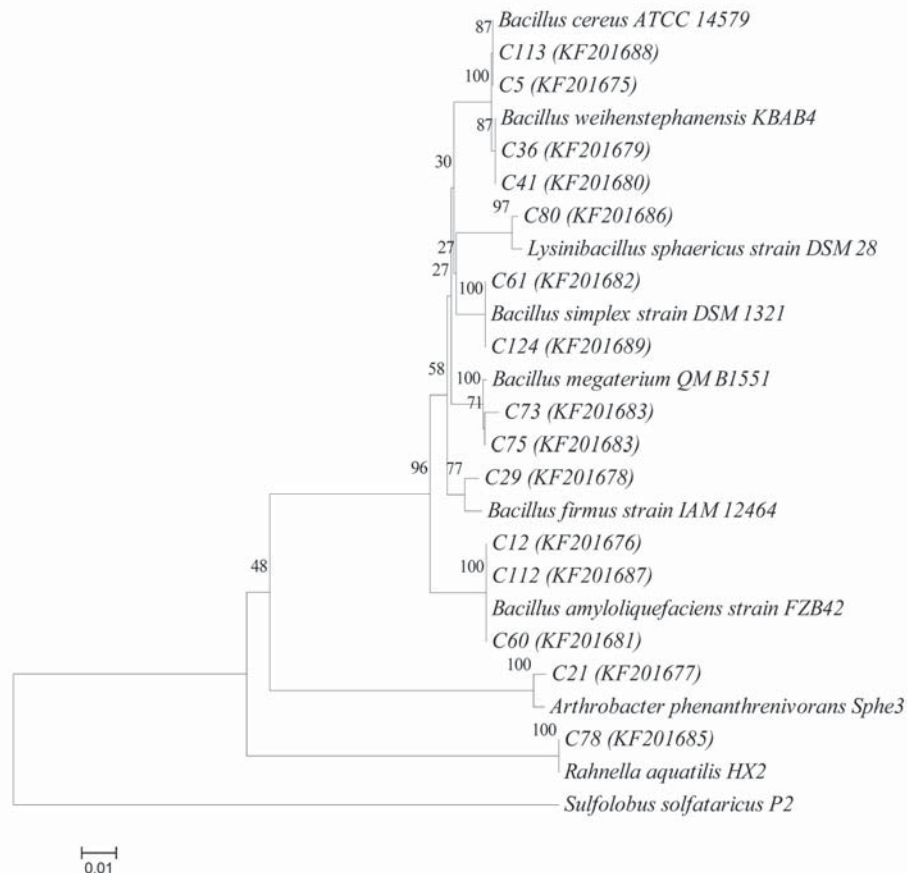 87
Bacillus cereus ATCC 14579
C113 (KF201688)
100
C5 (KF201675)
Bacillus weihenstephanensis KBAB4
87
C36 (KF201679)
30
C41 (KF201680)
97
C80 (KF201686)
27
Lysinibacillus sphaericus strain DSM 28
27
C61 (KF201682)
100
Bacillus simplex strain DSM 1321
C124 (KF201689)
58
100
Bacillus megaterium QM B1551
71
C73 (KF201683)
C75 (KF201683)
96
77
C29 (KF201678)
Bacillus firmus strain IAM 12464
C12 (KF201676)
48
100
C112 (KF201687)
Bacillus amyloliquefaciens strain FZB42
C60 (KF201681)
100
C21 (KF201677)
Arthrobacter phenanthrenivorans Sphe3
100
C78 (KF201685)
Rahnella aquatilis HX2
Sulfolobus solfataricus P2
0.01